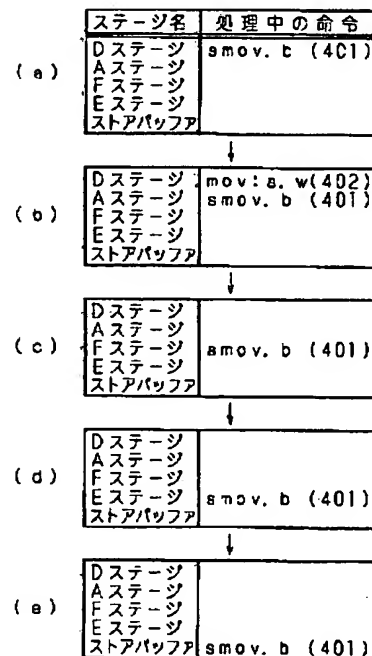 ステージ名 処理中の命令
(a)
Dステージ smov. b (401)
Aステージ
Fステージ
Eステージ
ストアバッファ
↓
(b)
Dステージ mov:s. w(402)
Aステージ smov. b (401)
Fステージ
Eステージ
ストアバッファ
↓
(c)
Dステージ
Aステージ
Fステージ smov. b (401)
Eステージ
ストアバッファ
↓
(d)
Dステージ
Aステージ
Fステージ
Eステージ smov. b (401)
ストアバッファ
↓
(e)
Dステージ
Aステージ
Fステージ
Eステージ
ストアバッファ smov. b (401)